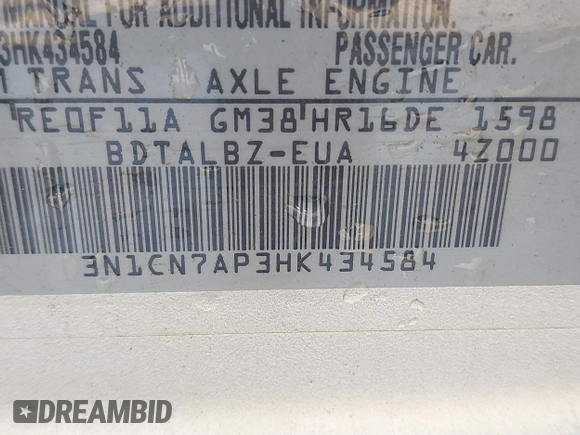 MANUAL FOR ADDITIONAL INFORMATION.
3HK434584 PASSENGER CAR.
TRANS AXLE ENGINE
RE0F11A GM38 HR16DE 1598
BDTALBZ-EUA 4Z000
3N1CN7AP3HK434584
DREAMBID